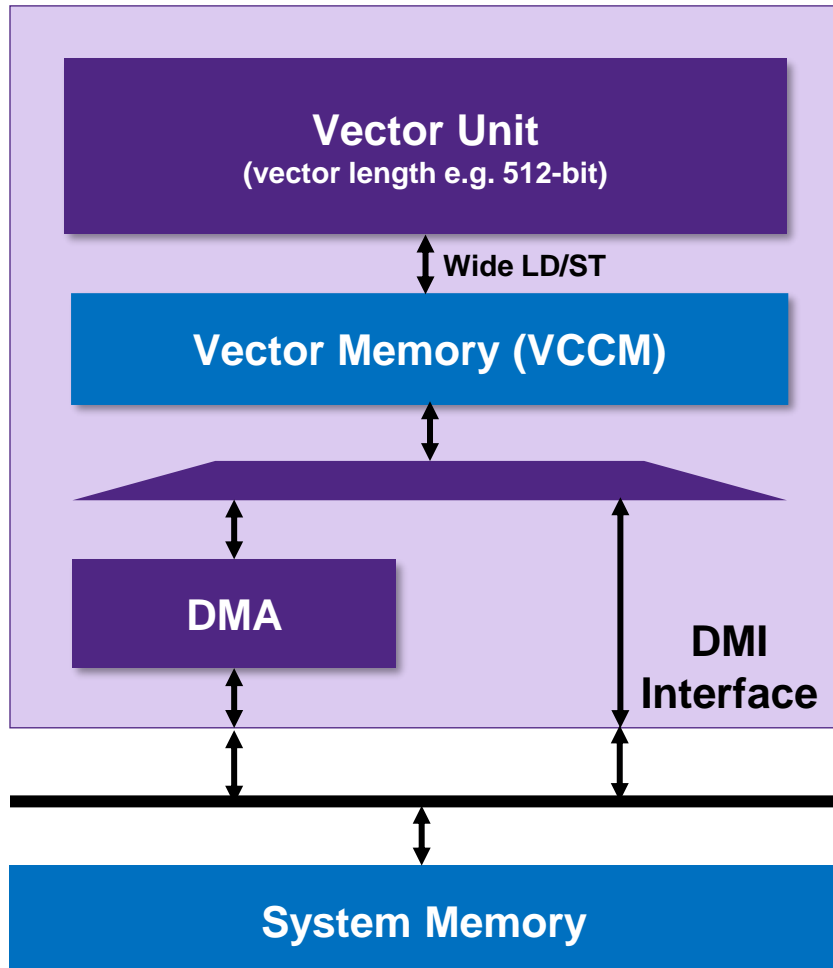 Vector Unit
(vector length e.g. 512-bit)
Wide LD/ST
Vector Memory (VCCM)
DMA
DMI
Interface
System Memory